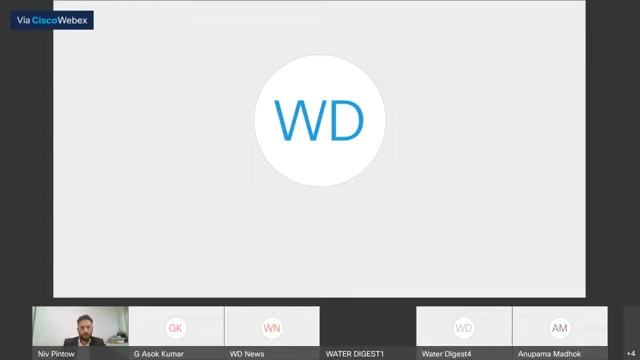 Via CiscoWebex
WD
GK
WN
WD
AM
Niv Pintow
G Asok Kumar
WD News
WATER DIGEST1
Water DIgest4
Anupana Madhok
+4